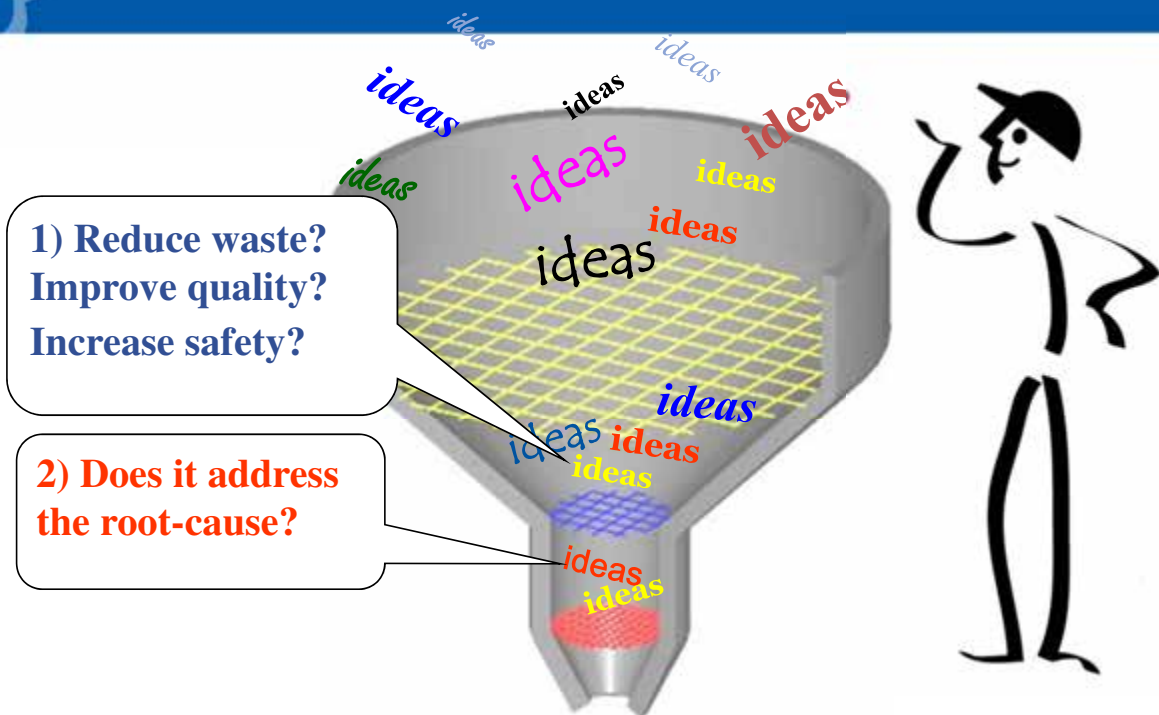 ideas
ideas
ideas
ideas
ideas
ideas
ideas
ideas
ideas
ideas
1) Reduce waste?
Improve quality?
Increase safety?
ideas
ideas
ideas
ideas
2) Does it address
the root-cause?
ideas
ideas